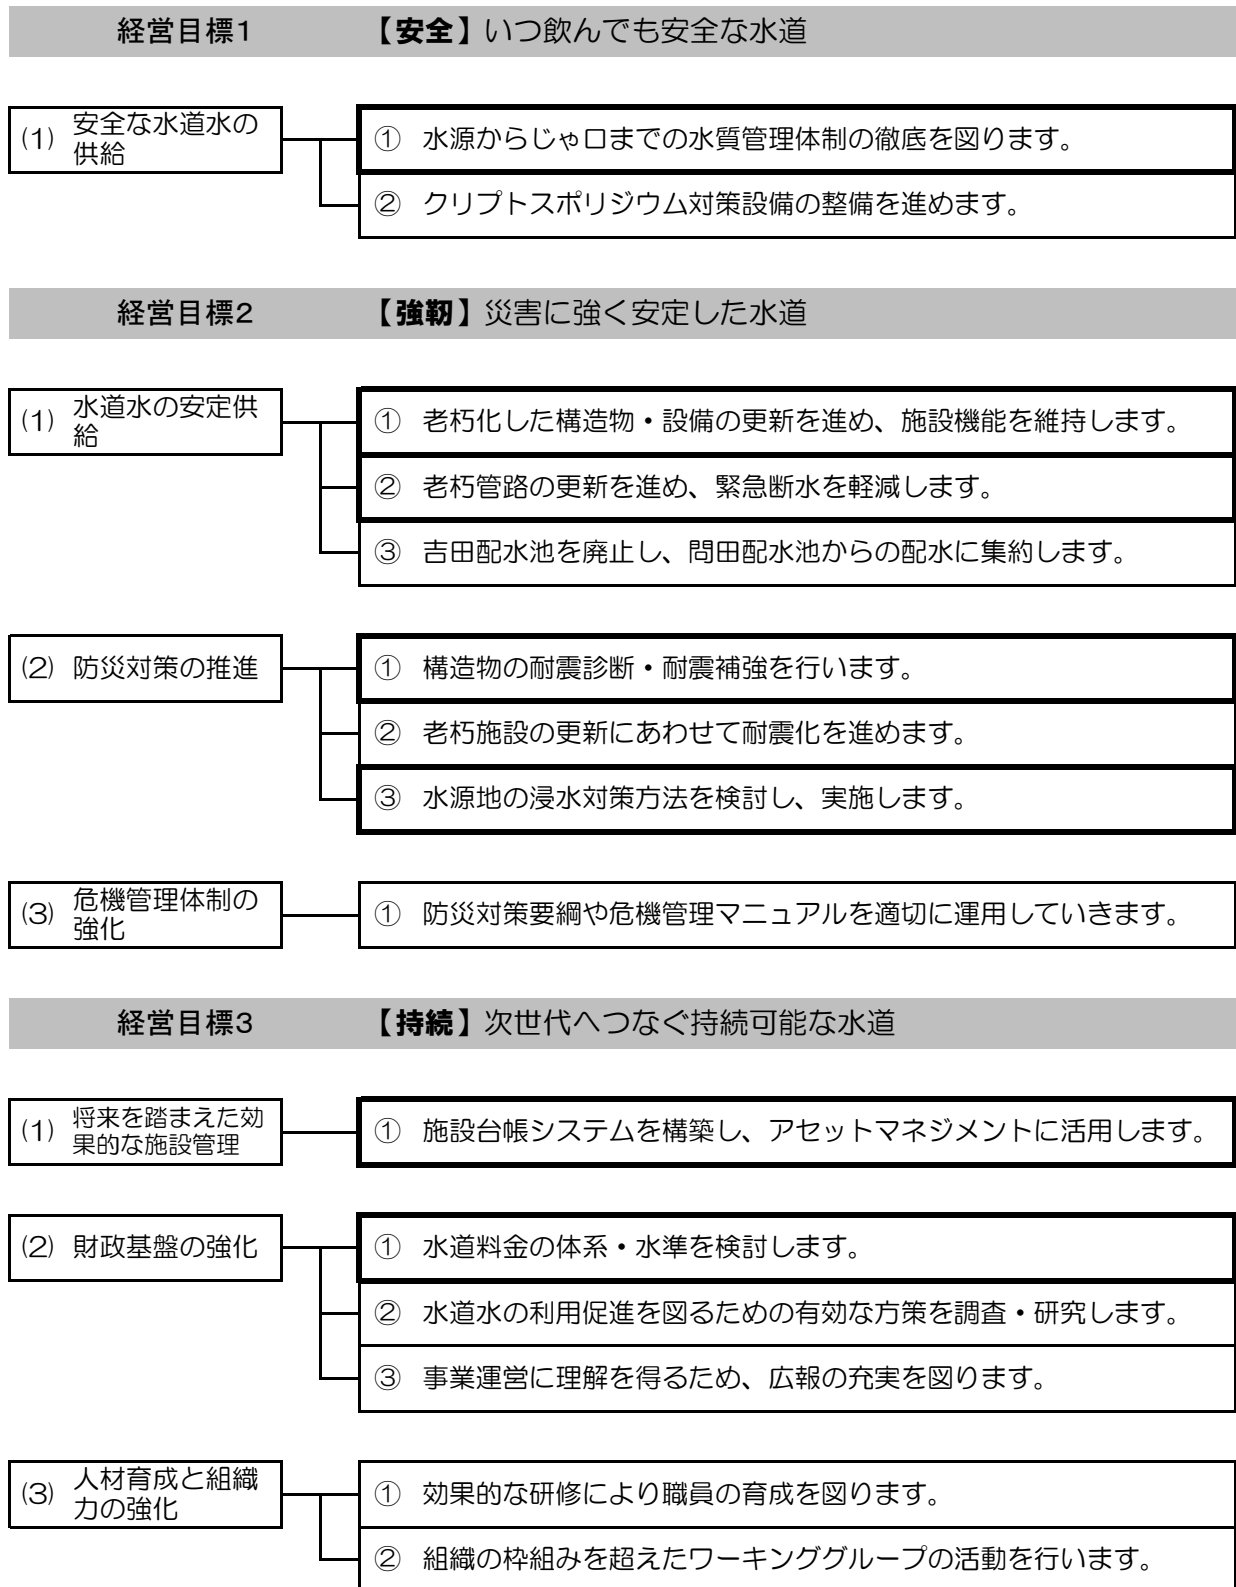 経営目標1 【安全】いつ飲んでも安全な水道
(1) 安全な水道水の
供給
① 水源からじゃ口までの水質管理体制の徹底を図ります。
② クリプトスポリジウム対策設備の整備を進めます。
経営目標2 【強靭】災害に強く安定した水道
(1) 水道水の安定供
給
① 老朽化した構造物・設備の更新を進め、施設機能を維持します。
② 老朽管路の更新を進め、緊急断水を軽減します。
③ 吉田配水池を廃止し、問田配水池からの配水に集約します。
(2) 防災対策の推進
① 構造物の耐震診断・耐震補強を行います。
② 老朽施設の更新にあわせて耐震化を進めます。
③ 水源地の浸水対策方法を検討し、実施します。
(3) 危機管理体制の
強化
① 防災対策要綱や危機管理マニュアルを適切に運用していきます。
経営目標3 【持続】次世代へつなぐ持続可能な水道
(1) 将来を踏まえた効
果的な施設管理
① 施設台帳システムを構築し、アセットマネジメントに活用します。
(2) 財政基盤の強化
① 水道料金の体系・水準を検討します。
② 水道水の利用促進を図るための有効な方策を調査・研究します。
③ 事業運営に理解を得るため、広報の充実を図ります。
(3) 人材育成と組織
力の強化
① 効果的な研修により職員の育成を図ります。
② 組織の枠組みを超えたワーキンググループの活動を行います。